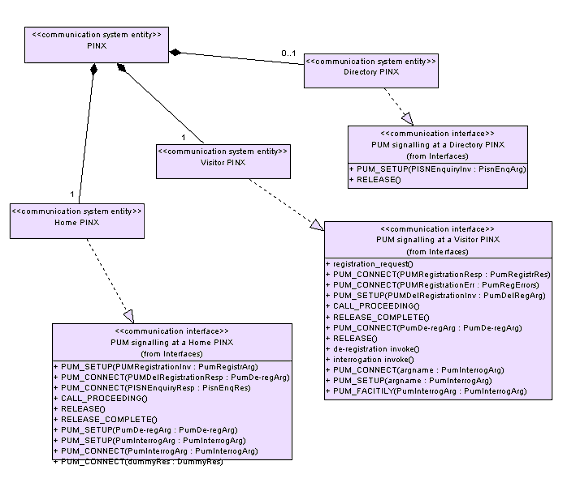 <<communication system entity>>
PINX
0..1
<<communication system entity>>
Directory PINX
<<communication interface>>
PUM signalling at a Directory PINX
(from Interfaces)
+ PUM_SETUP(PISNEnquiryInv : PisnEnqArg)
+ RELEASE()
1
<<communication system entity>>
Visitor PINX
1
<<communication system entity>>
Home PINX
<<communication interface>>
PUM signalling at a Visitor PINX
(from Interfaces)
+ registration_request()
+ PUM_CONNECT(PUMRegistrationResp : PumRegistrRes)
+ PUM_CONNECT(PUMRegistrationErr : PumRegErrors)
+ PUM_SETUP(PUMDelRegistrationInv : PumDelRegArg)
+ CALL_PROCEEDING()
+ RELEASE_COMPLETE()
+ PUM_CONNECT(PumDe-regArg : PumDe-regArg)
+ RELEASE()
+ de-registration invoke()
+ interrogation invoke()
+ PUM_CONNECT(argname : PumInterrogArg)
+ PUM_SETUP(argname : PumInterrogArg)
+ PUM_FACITILY(PumInterrogArg : PumInterrogArg)
<<communication interface>>
PUM signalling at a Home PINX
(from Interfaces)
+ PUM_SETUP(PUMRegistrationInv : PumRegistrArg)
+ PUM_CONNECT(PUMDelRegistrationResp : PumDe-regArg)
+ PUM_CONNECT(PISNEnquiryResp : PisnEnqRes)
+ CALL_PROCEEDING()
+ RELEASE()
+ RELEASE_COMPLETE()
+ PUM_SETUP(PumDe-regArg : PumDe-regArg)
+ PUM_SETUP(PumInterrogArg : PumInterrogArg)
+ PUM_CONNECT(PumInterrogArg : PumInterrogArg)
+ PUM_CONNECT(dummyRes : DummyRes)